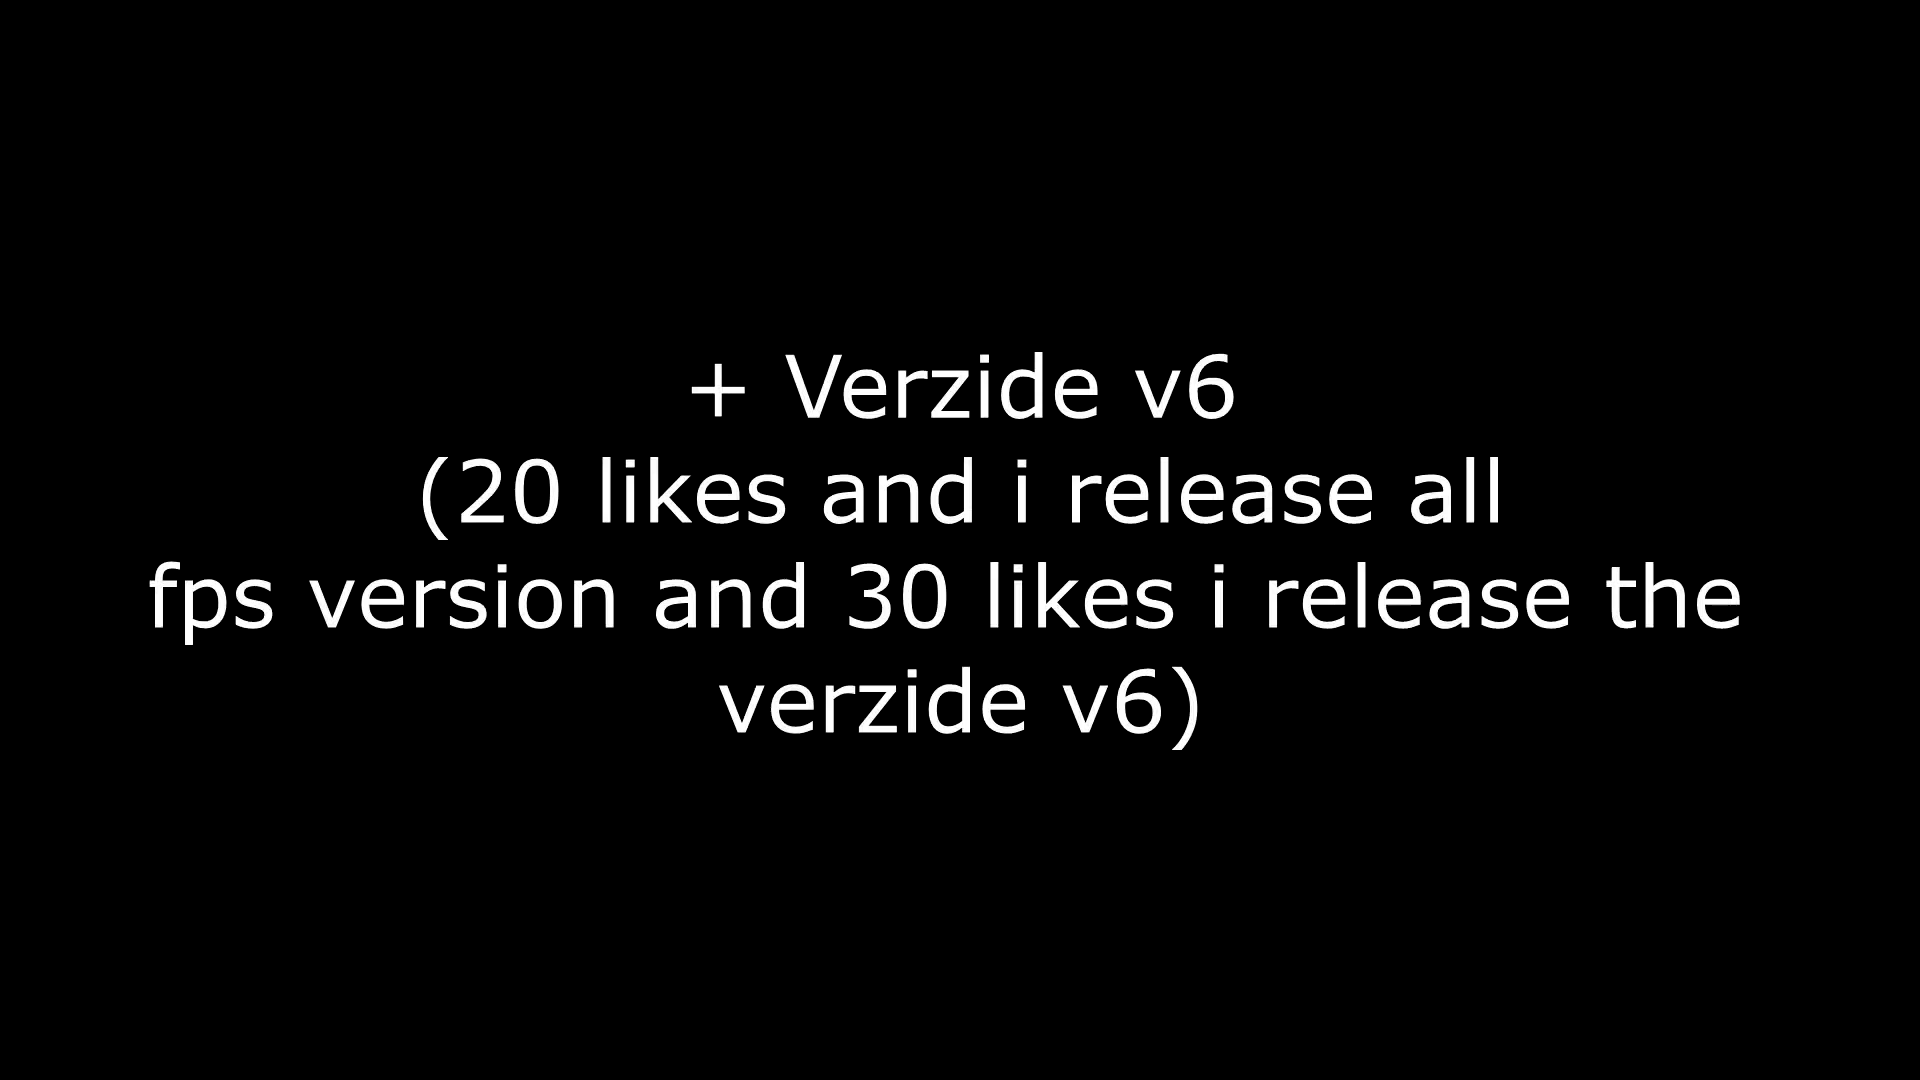 + Verzide v6
(20 likes and i release all
fps version and 30 likes i release the
verzide v6)